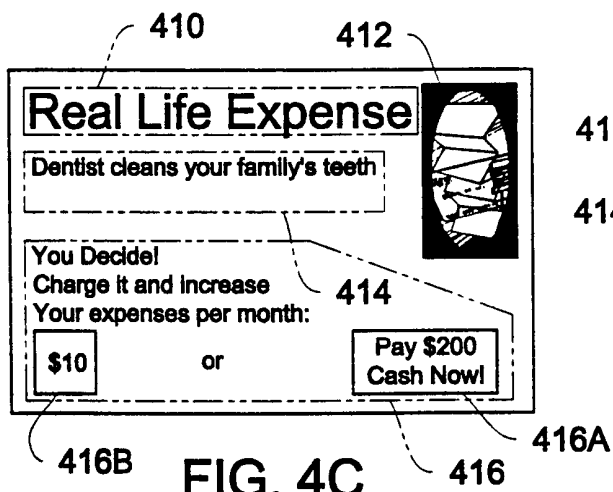 410
412
Real Life Expense
Dentist cleans your family's teeth
414
You Decide!
Charge it and increase
Your expenses per month:
$10
or
Pay $200
Cash Now!
416B
416
416A
FIG. 4C